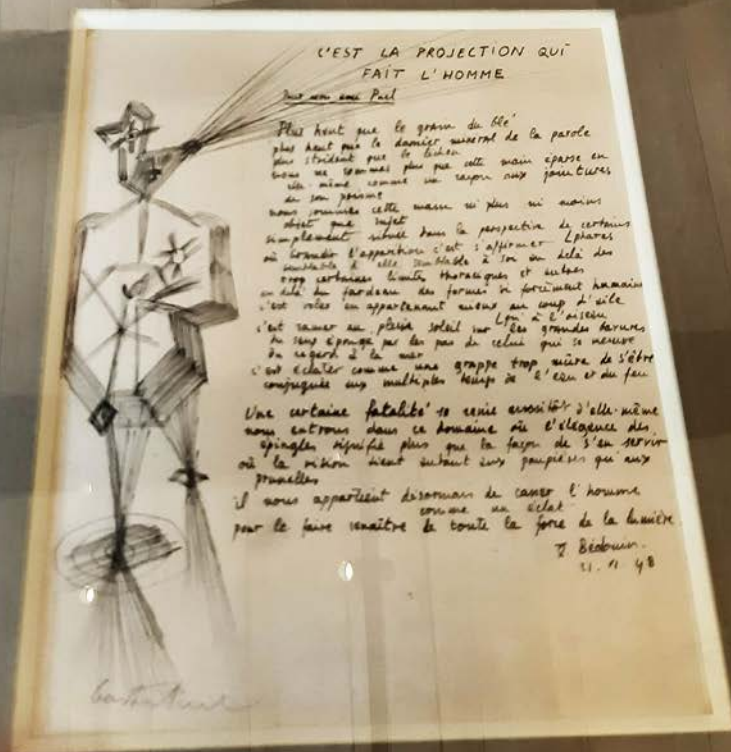 C'EST LA PROJECTION QUI
FAIT L'HOMME
Pour mon ami Puel
Plus haut que le grain du blé
plus haut que le damier minéral de la parole
plus strident que le lichen
nous ne sommes plus que cette main éparse en
elle-même comme un rayon aux jointures
de son poignet
nous sommes cette masse ni plus ni moins
objet que sujet
simplement située dans la perspective de certains
phares
où brandir l'apparition c'est s'affirmer
semblable à elle semblable à soi au delà des
trop certaines limites thoraciques et autres
au delà du fardeau des formes si forcément humaines
c'est voler en appartenant mieux au coup d'aile
qu'à l'oiseau
c'est ramer en plein soleil sur les grandes
du sang épongé par les pas de celui qui se mesure
du regard à la mer
c'est éclater comme une grappe trop mûre de s'être
conjuguée aux multiples temps de l'eau et du feu
Une certaine fatalité se renie aussitôt d'elle-même
nous entrons dans ce domaine où l'élégance des
épingles signifie plus que la façon de s'en servir
où la vision tient autant aux paupières qu'aux
prunelles
il nous appartient désormais de casser l'homme
comme un éclat
pour le faire renaître de toute la force de la lumière.
Bédouin.
48
Gaston Puel